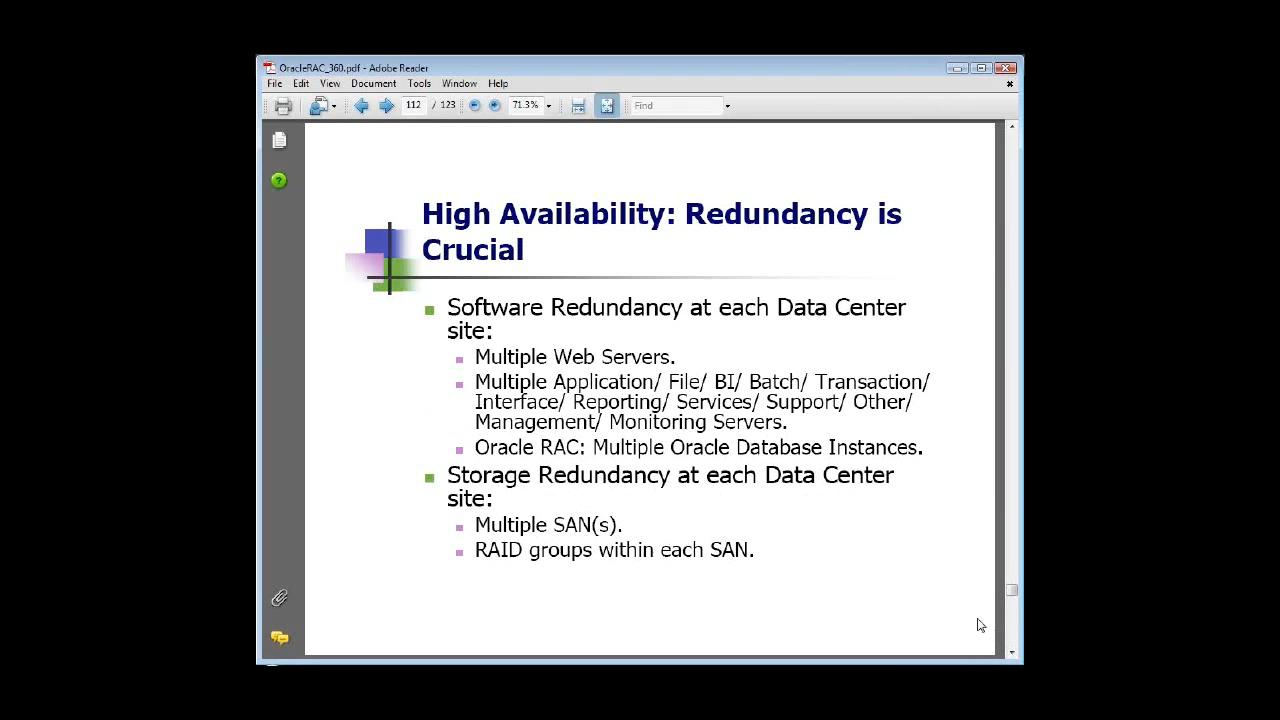 OracleRAC_360.pdf - Adobe Reader
File Edit View Document Tools Window Help
112 / 123 71.3% Find
High Availability: Redundancy is
Crucial
Software Redundancy at each Data Center
site:
Multiple Web Servers.
Multiple Application/ File/ BI/ Batch/ Transaction/
Interface/ Reporting/ Services/ Support/ Other/
Management/ Monitoring Servers.
Oracle RAC: Multiple Oracle Database Instances.
Storage Redundancy at each Data Center
site:
Multiple SAN(s).
RAID groups within each SAN.